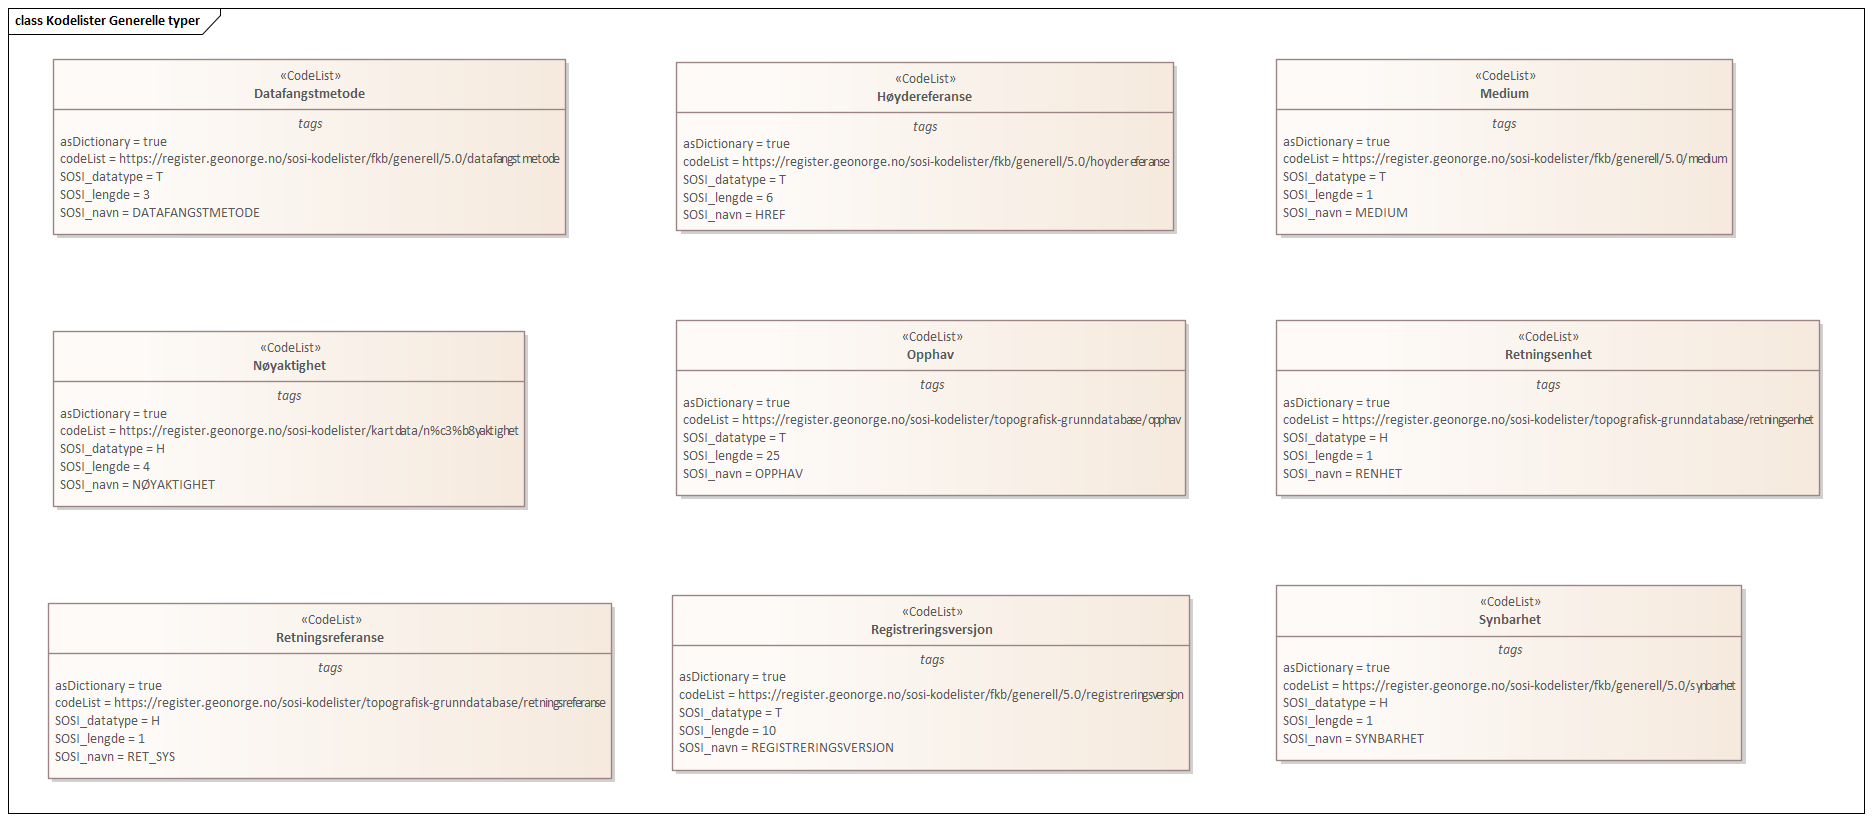 class Kodelister Generelle typer
«CodeList»
Datafangstmetode
tags
asDictionary = true
codeList = https://register.geonorge.no/sosi-kodelister/fkb/generell/5.0/datafangstmetode
SOSI_datatype = T
SOSI_lengde = 3
SOSI_navn = DATAFANGSTMETODE
«CodeList»
Høydereferanse
tags
asDictionary = true
codeList = https://register.geonorge.no/sosi-kodelister/fkb/generell/5.0/hoydereferanse
SOSI_datatype = T
SOSI_lengde = 6
SOSI_navn = HREF
«CodeList»
Medium
tags
asDictionary = true
codeList = https://register.geonorge.no/sosi-kodelister/fkb/generell/5.0/medium
SOSI_datatype = T
SOSI_lengde = 1
SOSI_navn = MEDIUM
«CodeList»
Nøyaktighet
tags
asDictionary = true
codeList = https://register.geonorge.no/sosi-kodelister/kartdata/n%c3%b8yaktighet
SOSI_datatype = H
SOSI_lengde = 4
SOSI_navn = NØYAKTIGHET
«CodeList»
Opphav
tags
asDictionary = true
codeList = https://register.geonorge.no/sosi-kodelister/topografisk-grunndatabase/opphav
SOSI_datatype = T
SOSI_lengde = 25
SOSI_navn = OPPHAV
«CodeList»
Retningsenhet
tags
asDictionary = true
codeList = https://register.geonorge.no/sosi-kodelister/topografisk-grunndatabase/retningsenhet
SOSI_datatype = H
SOSI_lengde = 1
SOSI_navn = RENHET
«CodeList»
Retningsreferanse
tags
asDictionary = true
codeList = https://register.geonorge.no/sosi-kodelister/topografisk-grunndatabase/retningsreferanse
SOSI_datatype = H
SOSI_lengde = 1
SOSI_navn = RET_SYS
«CodeList»
Registreringsversjon
tags
asDictionary = true
codeList = https://register.geonorge.no/sosi-kodelister/fkb/generell/5.0/registreringsversjon
SOSI_datatype = T
SOSI_lengde = 10
SOSI_navn = REGISTRERINGSVERSJON
«CodeList»
Synbarhet
tags
asDictionary = true
codeList = https://register.geonorge.no/sosi-kodelister/fkb/generell/5.0/synbarhet
SOSI_datatype = H
SOSI_lengde = 1
SOSI_navn = SYNBARHET